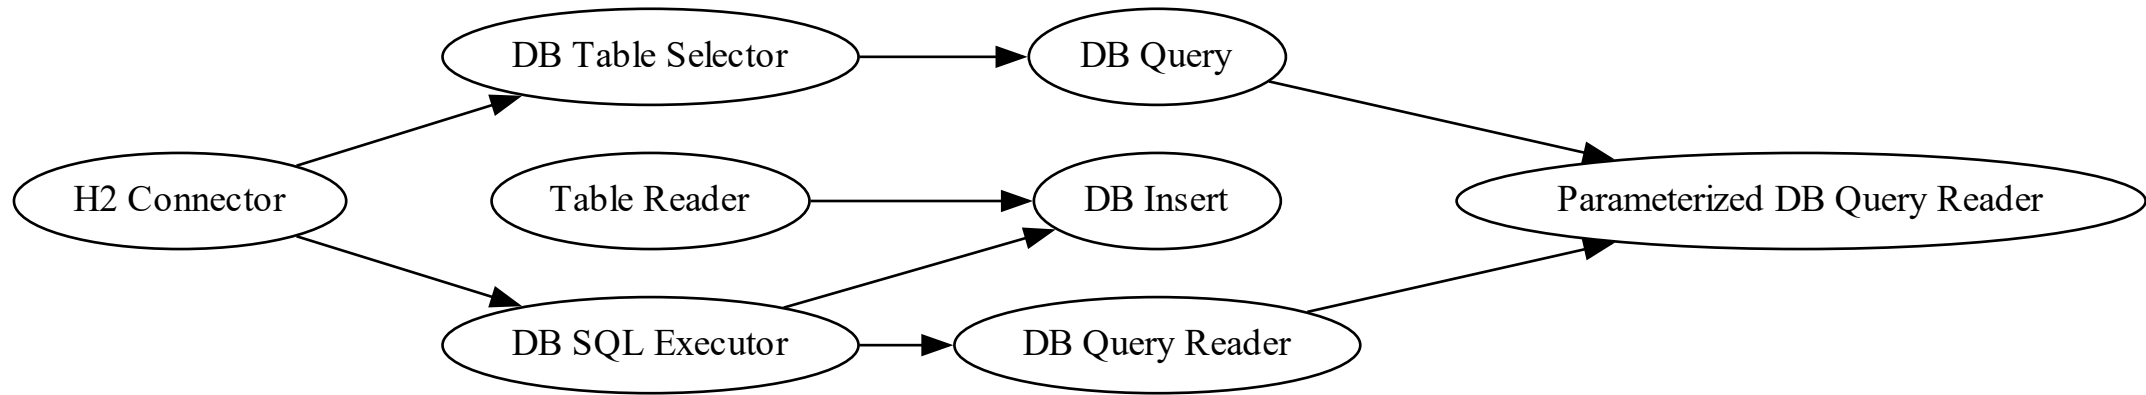 DB Table Selector
DB Query
H2 Connector
Table Reader
DB Insert
Parameterized DB Query Reader
DB SQL Executor
DB Query Reader